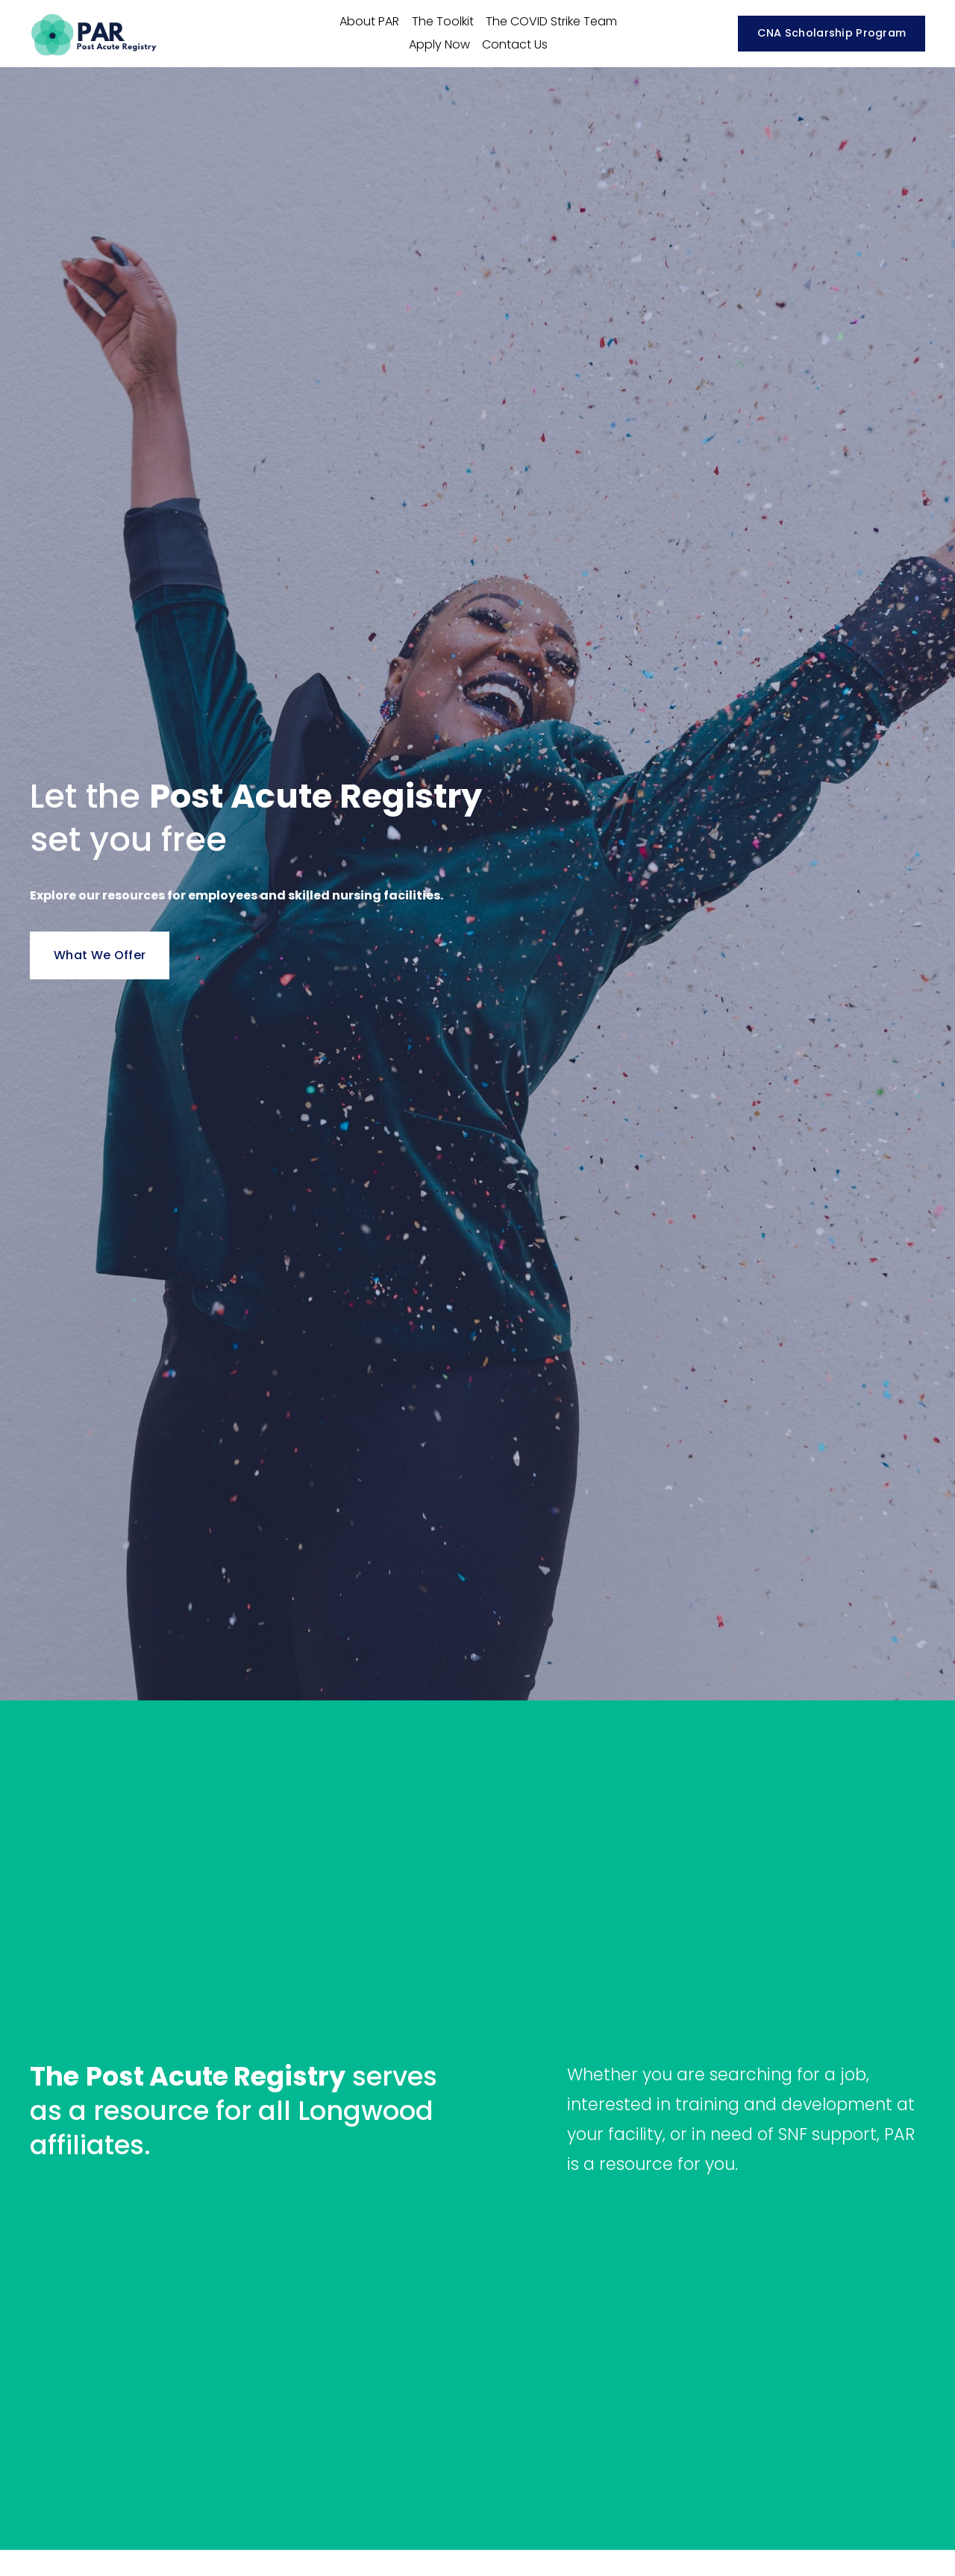 PAR
Post Acute Registry
About PAR The Toolkit The COVID Strike Team
Apply Now Contact Us
CNA Scholarship Program
Let the Post Acute Registry
set you free
Explore our resources for employees and skilled nursing facilities.
What We Offer
The Post Acute Registry serves
as a resource for all Longwood
affiliates.
Whether you are searching for a job,
interested in training and development at
your facility, or in need of SNF support, PAR
is a resource for you.